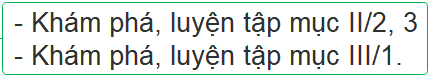 - Khám phá, luyện tập mục II/2, 3
- Khám phá, luyện tập mục III/1.